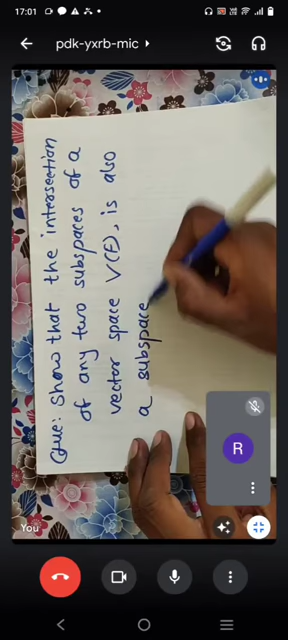 17:01
pdk-yxrb-mic
Que: Show that the intersection
of any two subspaces of a
vector space V(F), is also
a subspace
R
You